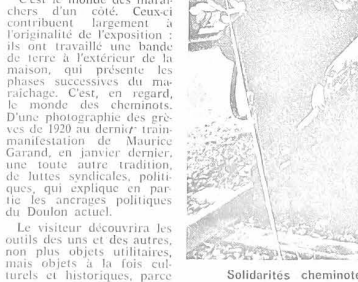 C'est le monde des maraî-
chers d'un côté. Ceux-ci
contribuent largement à
l'originalité de l'exposition :
ils ont travaillé une bande
de terre à l'extérieur de la
maison, qui présente les
phases successives du ma-
raîchage. C'est, en regard,
le monde des cheminots.
D'une photographie des grè-
ves de 1920 au dernier train-
manifestation de Maurice
Garand, en janvier dernier,
une toute autre tradition,
de luttes syndicales, politi-
ques, qui explique en par-
tie les ancrages politiques
du Doulon actuel.
Le visiteur découvrira les
outils des uns et des autres,
non plus objets utilitaires,
mais objets à la fois cul-
turels et historiques, parce
Solidarités cheminote